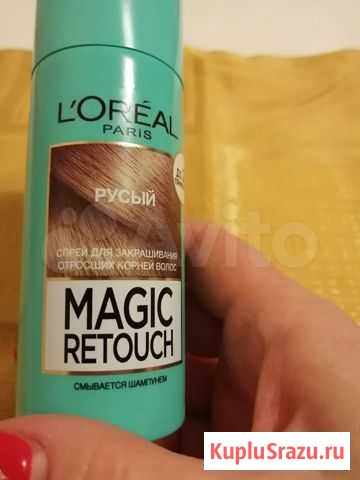 L'ORÉAL
PARIS
РУСЫЙ
СПРЕЙ ДЛЯ ЗАКРАШИВАНИЯ
ОТРОСШИХ КОРНЕЙ ВОЛОС
MAGIC
RETOUCH
СМЫВАЕТСЯ ШАМПУНЕМ
Avito
KupluSrazu.ru